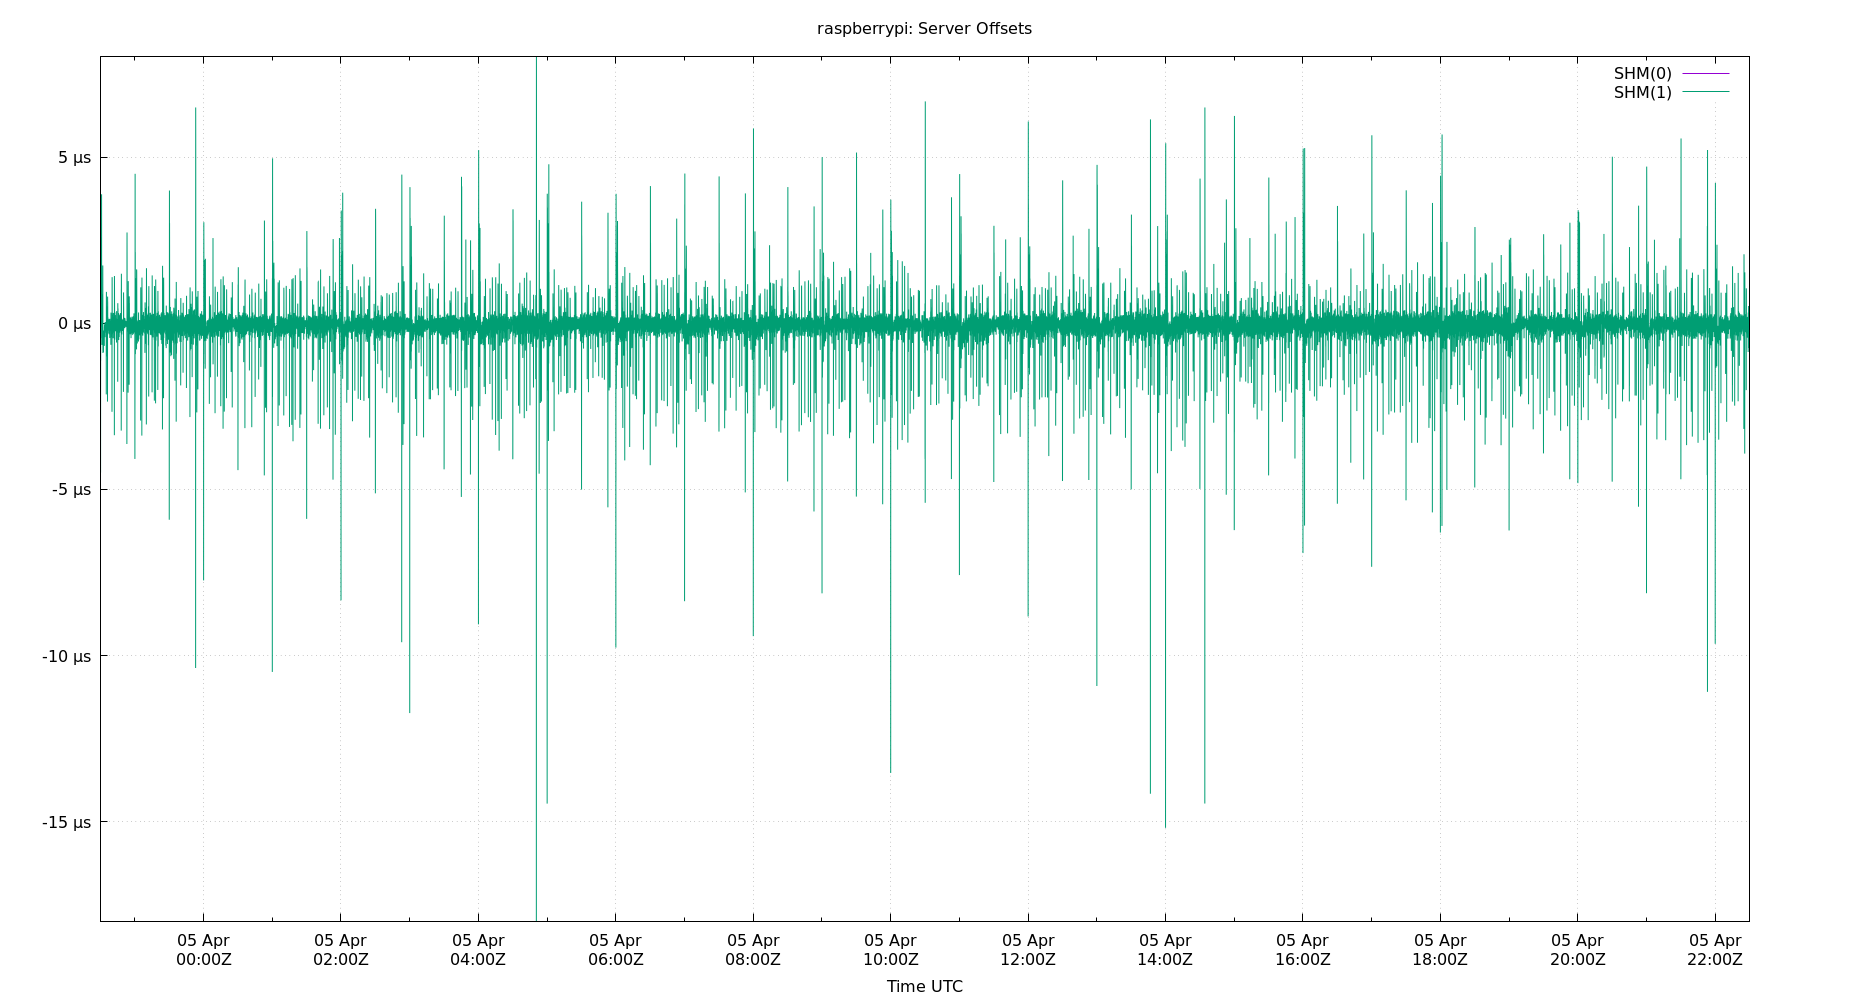 raspberrypi: Server Offsets
SHM(0)
SHM(1)
5 µs
0 µs
-5 µs
-10 µs
-15 µs
05 Apr 05 Apr 05 Apr 05 Apr 05 Apr 05 Apr 05 Apr 05 Apr 05 Apr 05 Apr 05 Apr 05 Apr
00:00Z 02:00Z 04:00Z 06:00Z 08:00Z 10:00Z 12:00Z 14:00Z 16:00Z 18:00Z 20:00Z 22:00Z
Time UTC